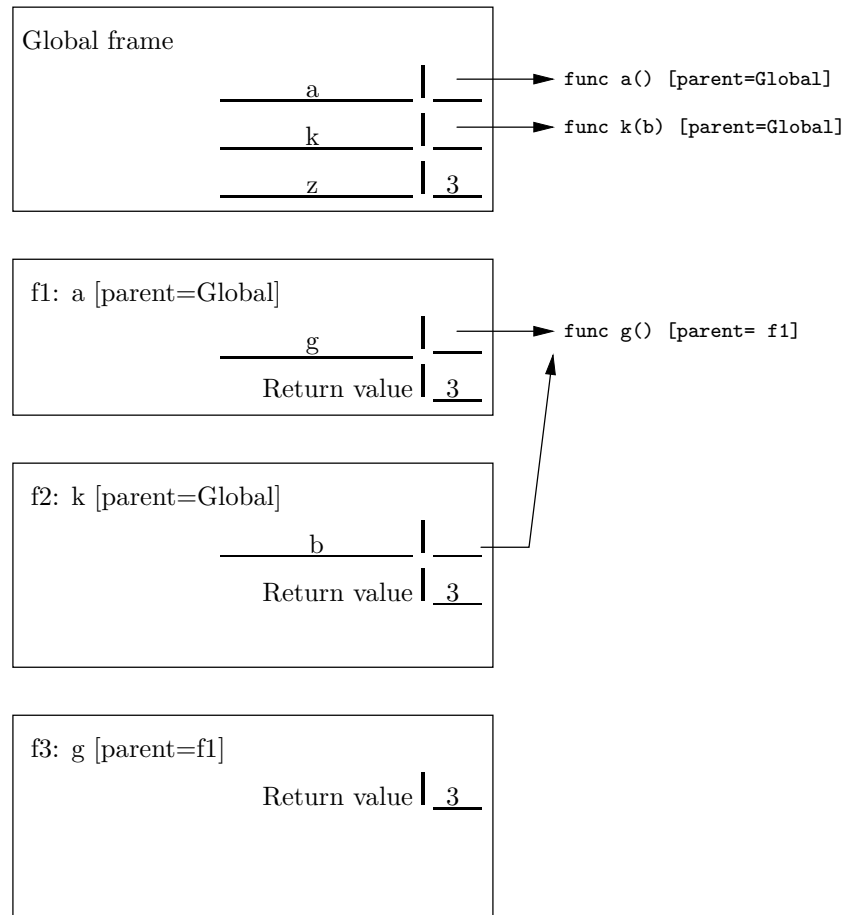 Global frame
a
func a() [parent=Global]
k
func k(b) [parent=Global]
z 3
f1: a [parent=Global]
g
func g() [parent= f1]
Return value 3
f2: k [parent=Global]
b
Return value 3
f3: g [parent=f1]
Return value 3